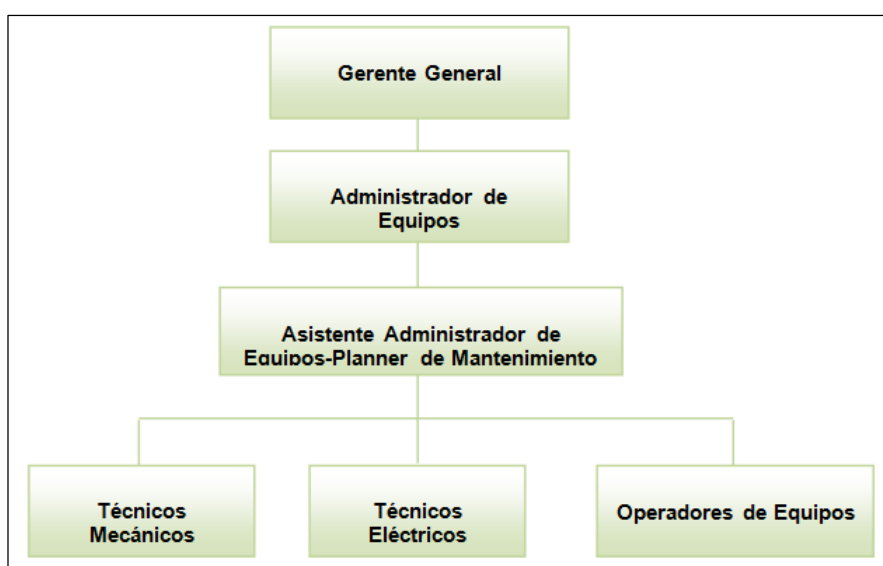 Gerente General
Administrador de
Equipos
Asistente Administrador de
Equipos-Planner de Mantenimiento
Técnicos
Mecánicos
Técnicos
Eléctricos
Operadores de Equipos